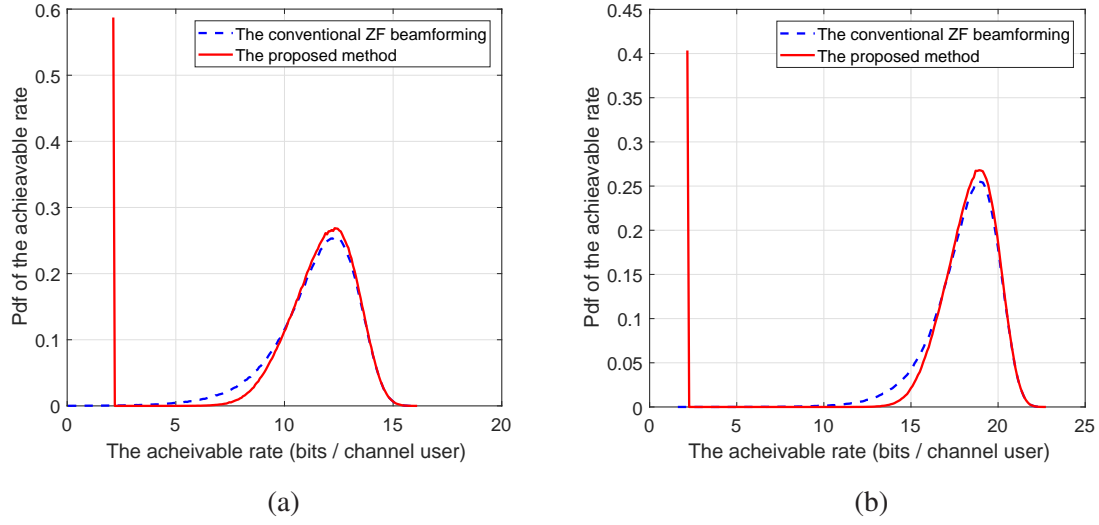 The conventional ZF beamforming
The proposed method
Pdf of the achieavable rate
0.6
0.5
0.4
0.3
0.2
0.1
0
0 5 10 15 20
The acheivable rate (bits / channel user)
(a)
The conventional ZF beamforming
The proposed method
Pdf of the achieavable rate
0.45
0.4
0.35
0.3
0.25
0.2
0.15
0.1
0.05
0
0 5 10 15 20 25
The acheivable rate (bits / channel user)
(b)